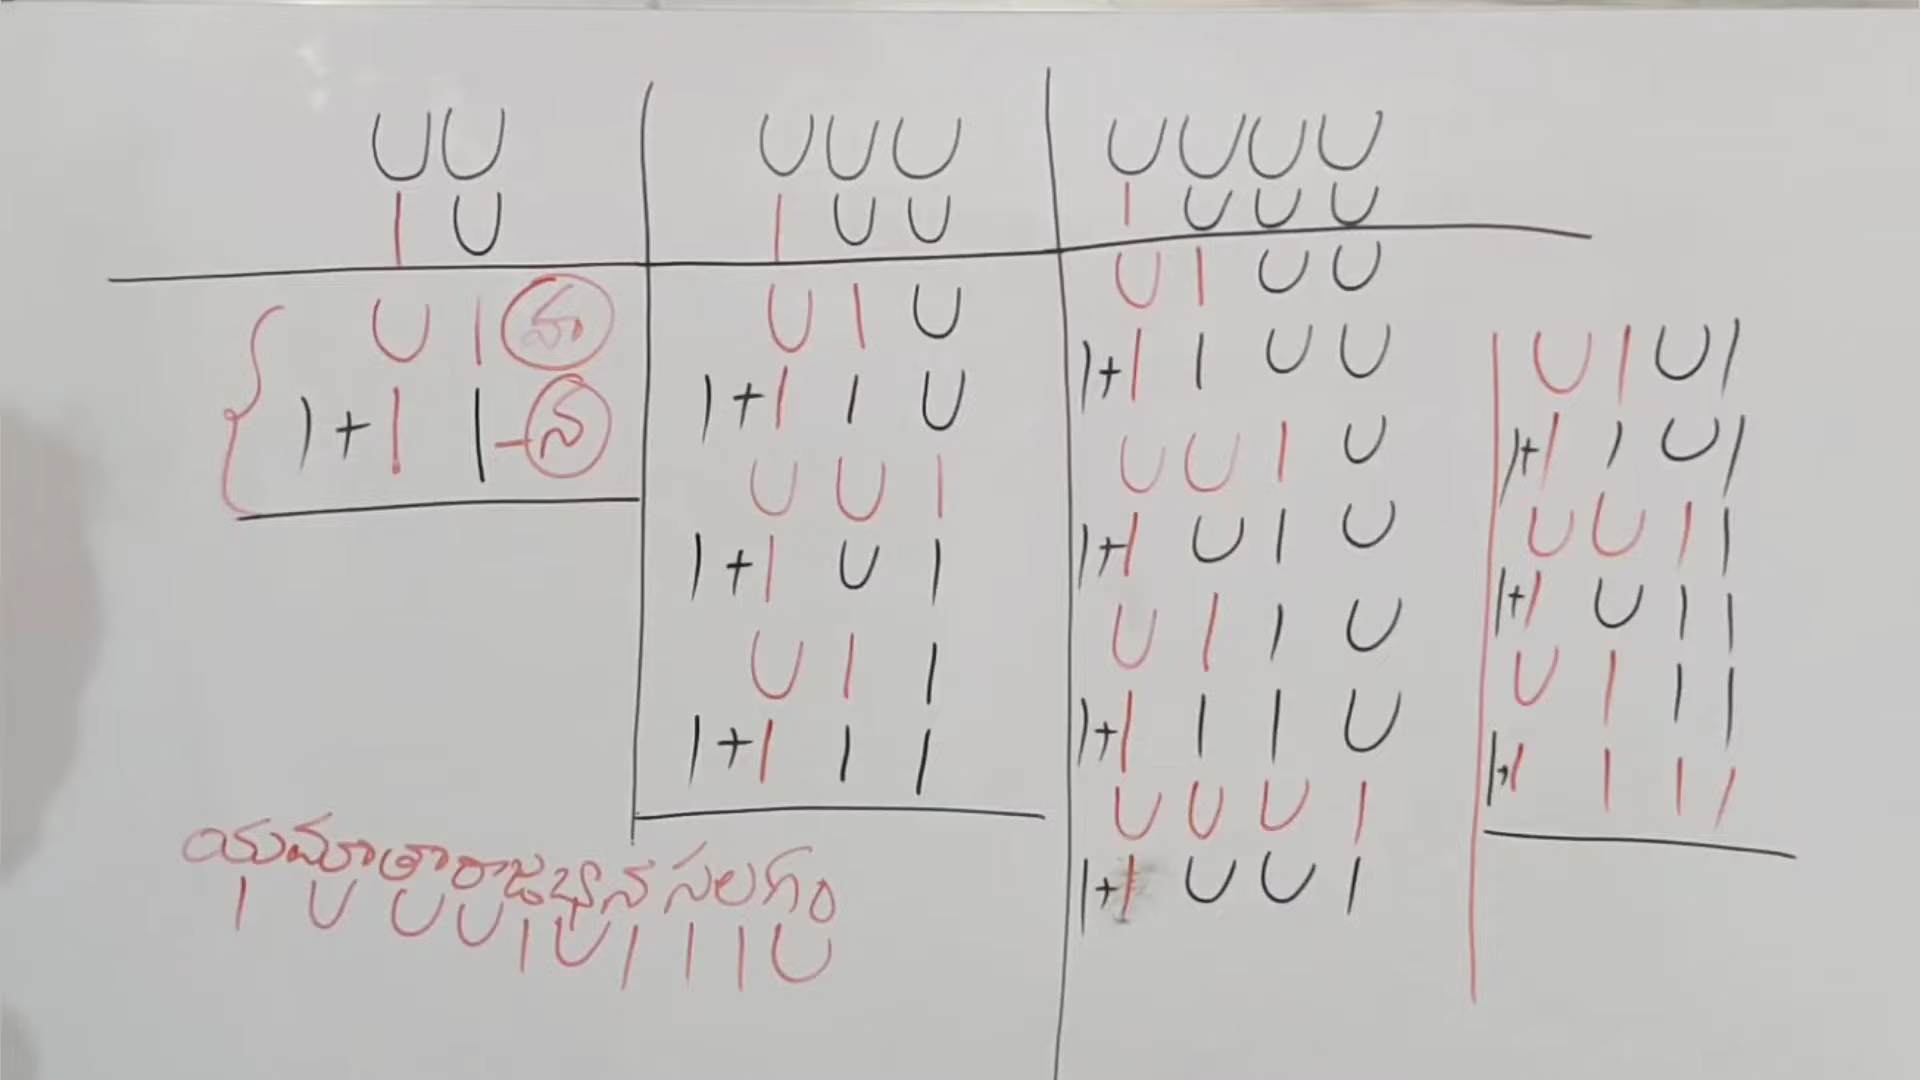 U U
I U
U I హ
I + I I - న
U U U
I U U
U I U
I + I I U
U U I
I + I U I
U I I
I + I I I
U U U U
I U U U
U I U U
I + I I U U
U U I U
I + I U I U
U I I U
I + I I I U
U U U I
I + I U U I
U I U I
I + I I U I
U U I I
I + I U I I
U I I I
I + I I I I
యమాతారాజభానసలగం
I U U U I U I I I U